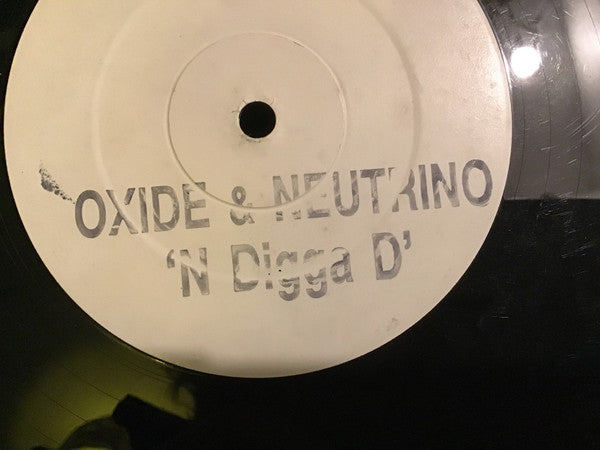 OXIDE & NEUTRINO
‘N Digga D’